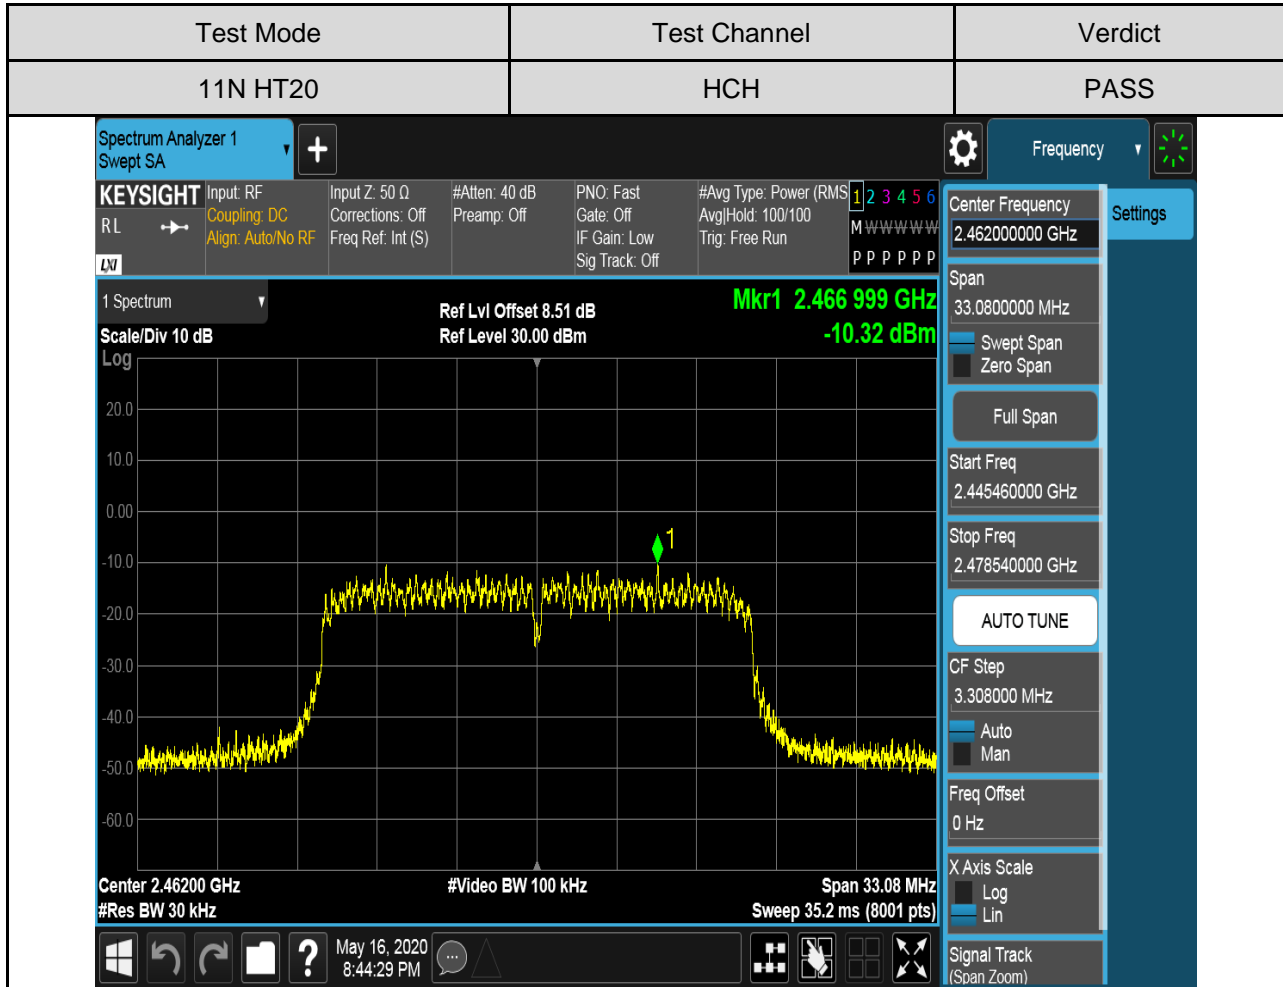 Test Mode
Test Channel
Verdict
11N HT20
HCH
PASS
Spectrum Analyzer 1
Swept SA
+
Frequency
KEYSIGHT
RL
LXI
Input: RF
Coupling: DC
Align: Auto/No RF
Input Z: 50 Ω
Corrections: Off
Freq Ref: Int (S)
#Atten: 40 dB
Preamp: Off
PNO: Fast
Gate: Off
IF Gain: Low
Sig Track: Off
#Avg Type: Power (RMS
Avg|Hold: 100/100
Trig: Free Run
1 2 3 4 5 6
M W W W W W
P P P P P P
Center Frequency
2.462000000 GHz
Settings
Span
33.0800000 MHz
Swept Span
Zero Span
Full Span
Start Freq
2.445460000 GHz
Stop Freq
2.478540000 GHz
AUTO TUNE
CF Step
3.308000 MHz
Auto
Man
Freq Offset
0 Hz
X Axis Scale
Log
Lin
Signal Track
(Span Zoom)
1 Spectrum
Scale/Div 10 dB
Ref Lvl Offset 8.51 dB
Ref Level 30.00 dBm
Mkr1 2.466 999 GHz
-10.32 dBm
Log
20.0
10.0
0.00
-10.0
-20.0
-30.0
-40.0
-50.0
-60.0
1
Center 2.46200 GHz
#Video BW 100 kHz
Span 33.08 MHz
#Res BW 30 kHz
Sweep 35.2 ms (8001 pts)
?
May 16, 2020
8:44:29 PM